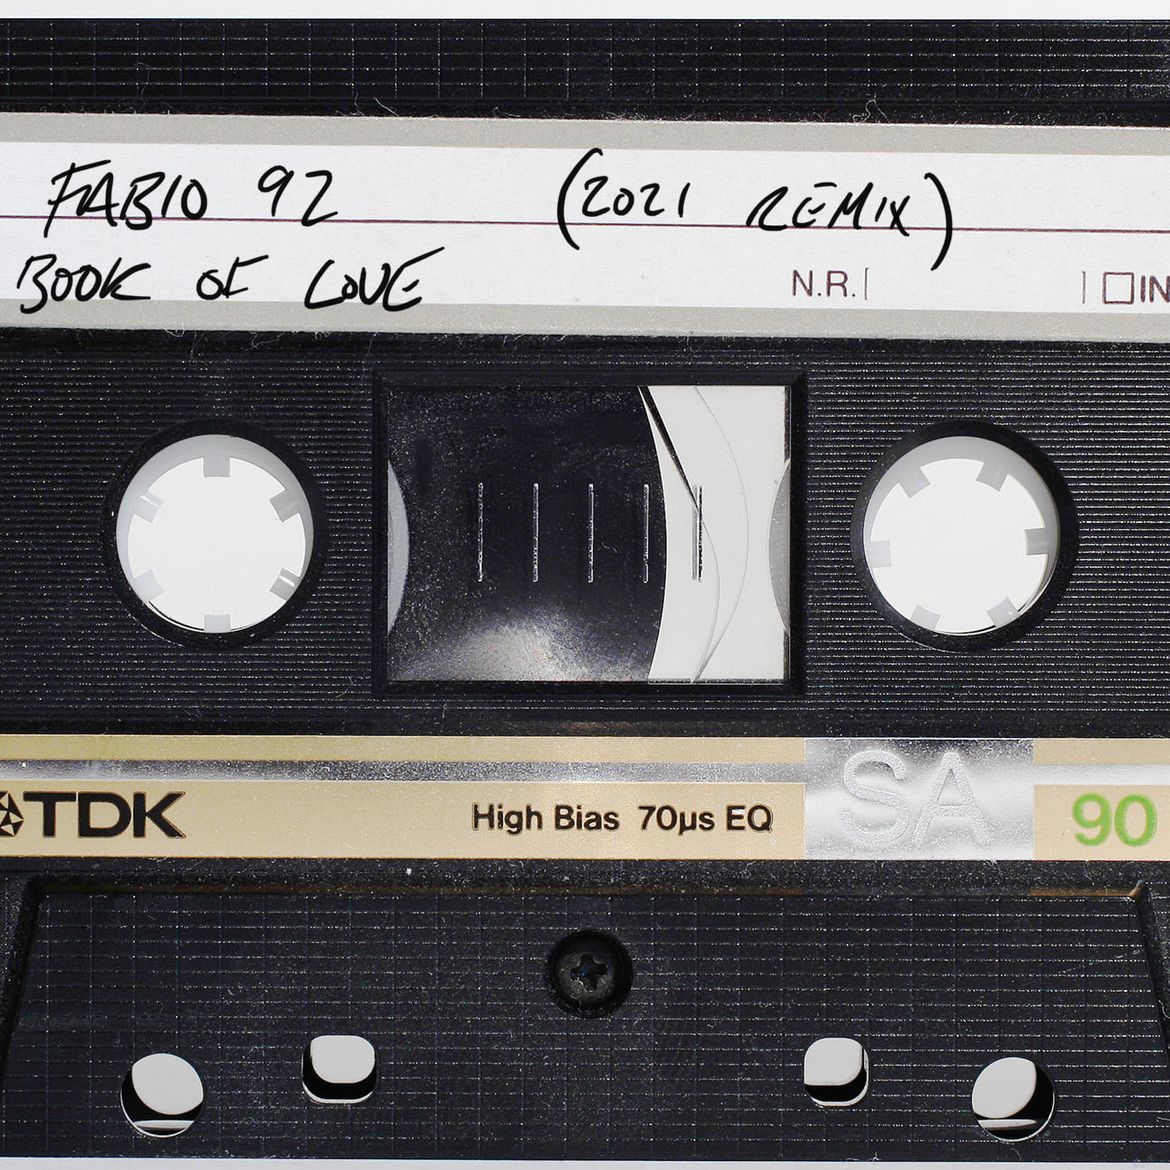 FABIO 92 (2021 REMIX)
BOOK OF LOVE
N.R. IN
TDK High Bias 70µs EQ SA 90